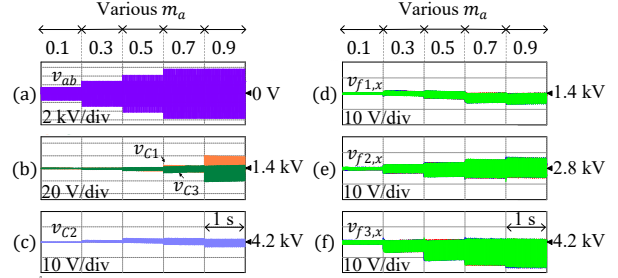 Various mₐ
0.1 0.3 0.5 0.7 0.9
(a) v_ab 0 V
2 kV/div
(b) v_C1 1.4 kV
v_C3
20 V/div
1 s
(c) v_C2 4.2 kV
10 V/div
Various mₐ
0.1 0.3 0.5 0.7 0.9
(d) v_f1,x 1.4 kV
10 V/div
(e) v_f2,x 2.8 kV
10 V/div
1 s
(f) v_f3,x 4.2 kV
10 V/div